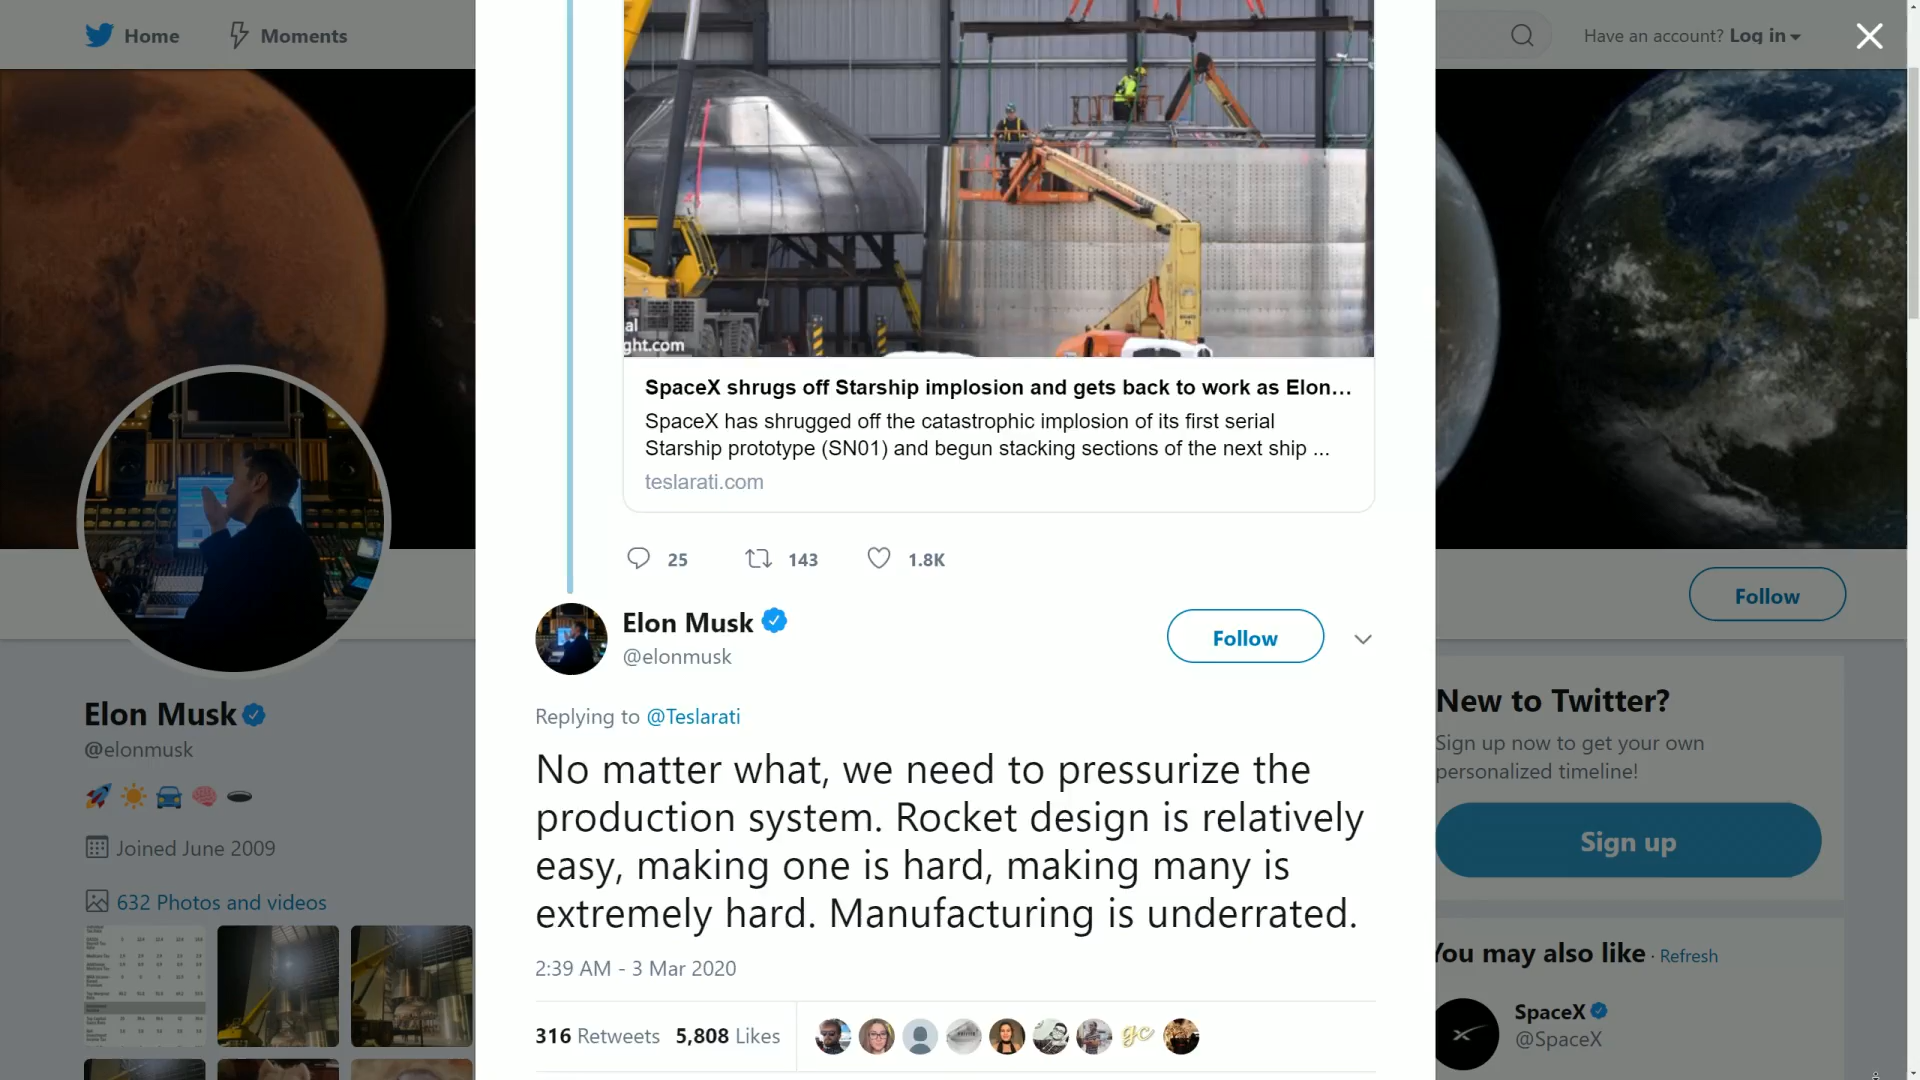 Home
Moments
Have an account? Log in
al
ght.com
SpaceX shrugs off Starship implosion and gets back to work as Elon...
SpaceX has shrugged off the catastrophic implosion of its first serial
Starship prototype (SN01) and begun stacking sections of the next ship ...
teslarati.com
25
143
1.8K
Elon Musk
@elonmusk
Follow
Replying to @Teslarati
No matter what, we need to pressurize the
production system. Rocket design is relatively
easy, making one is hard, making many is
extremely hard. Manufacturing is underrated.
2:39 AM - 3 Mar 2020
316 Retweets 5,808 Likes
gc
Elon Musk
@elonmusk
Joined June 2009
632 Photos and videos
Follow
New to Twitter?
Sign up now to get your own
personalized timeline!
Sign up
You may also like · Refresh
SpaceX
@SpaceX